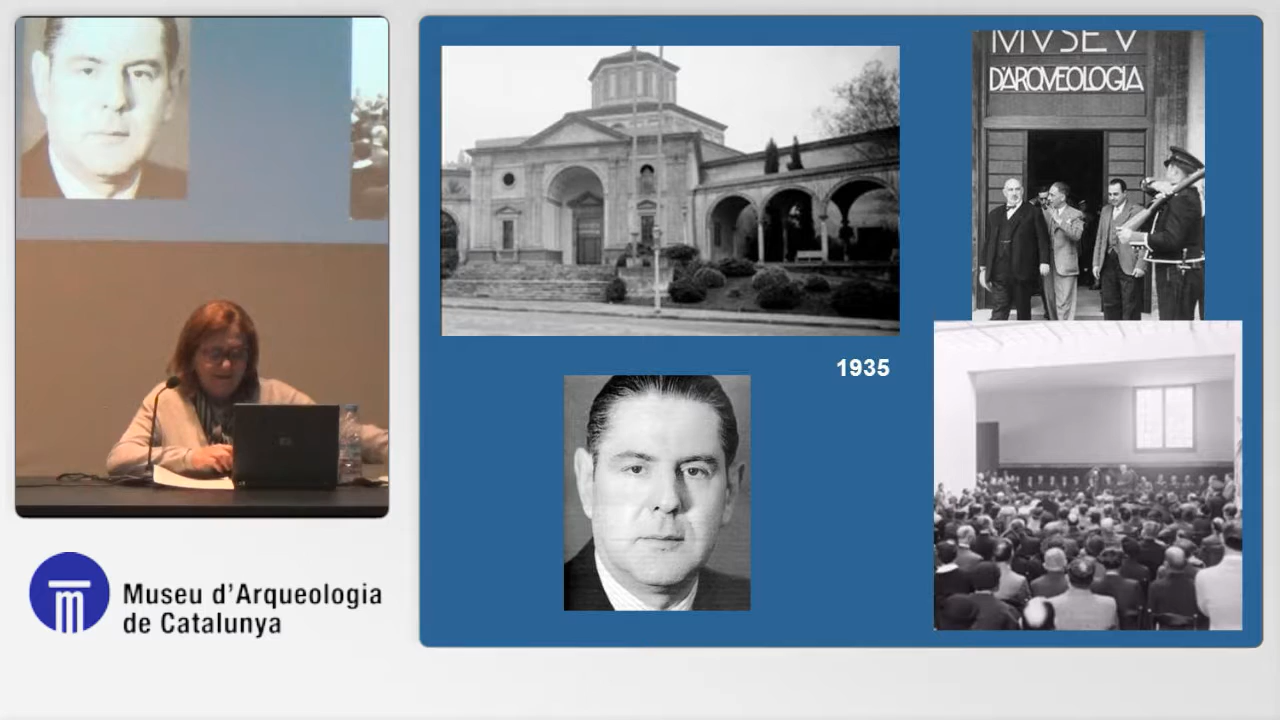 MVSEV
D'ARQVEOLOGIA
1935
Museu d'Arqueologia
de Catalunya